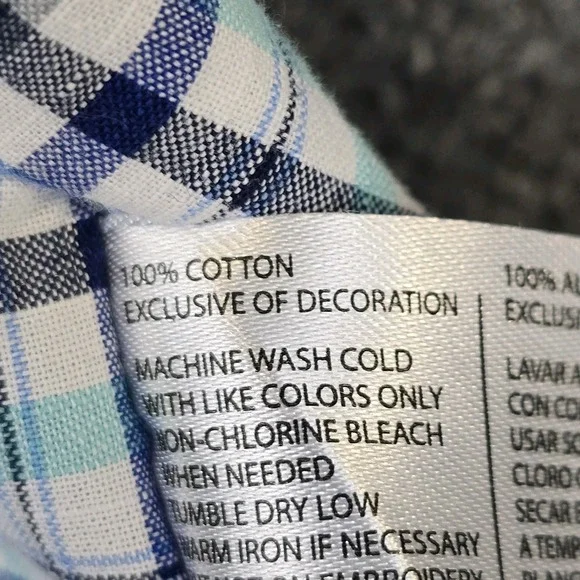 100% COTTON
EXCLUSIVE OF DECORATION
MACHINE WASH COLD
WITH LIKE COLORS ONLY
NON-CHLORINE BLEACH
WHEN NEEDED
TUMBLE DRY LOW
WARM IRON IF NECESSARY
EMBROIDERY
100%
LAVAR
CON
USAR
CLORO
SECAR
A